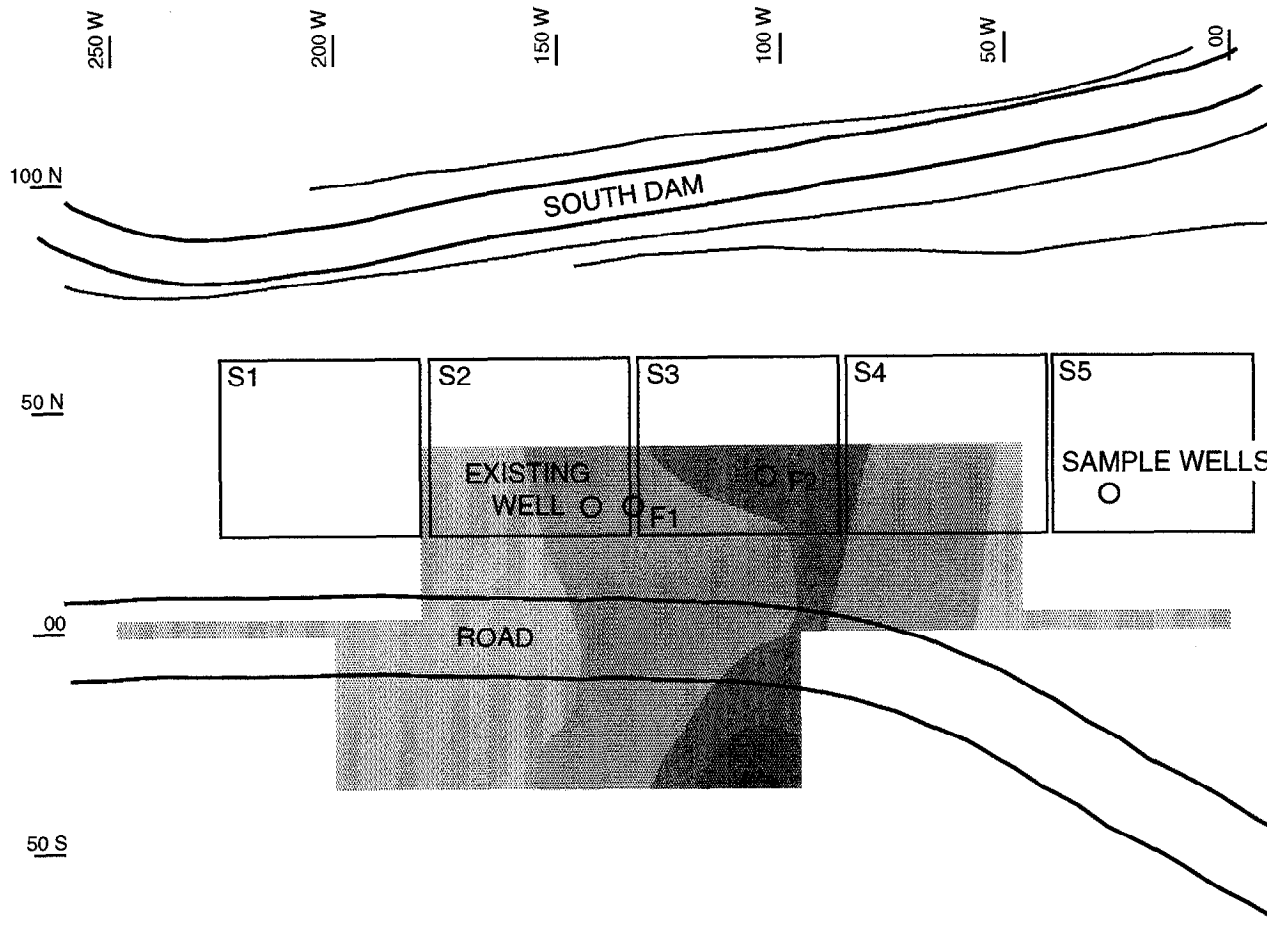 250 W
200 W
150 W
100 W
50 W
00
100 N
SOUTH DAM
S1
S2
S3
S4
S5
50 N
EXISTING
WELL
F1
F2
SAMPLE WELLS
00
ROAD
50 S